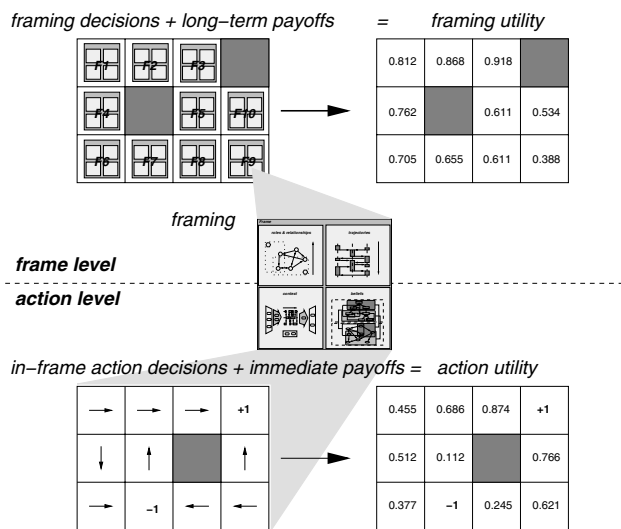 framing decisions + long-term payoffs = framing utility
F1 F2 F3
F4 F5 F10
F6 F7 F8 F9
0.812 0.868 0.918
0.762 0.611 0.534
0.705 0.655 0.611 0.388
framing
Frame
roles & relationships trajectories
context beliefs
frame level
action level
in-frame action decisions + immediate payoffs = action utility
+1
-1
0.455 0.686 0.874 +1
0.512 0.112 0.766
0.377 -1 0.245 0.621